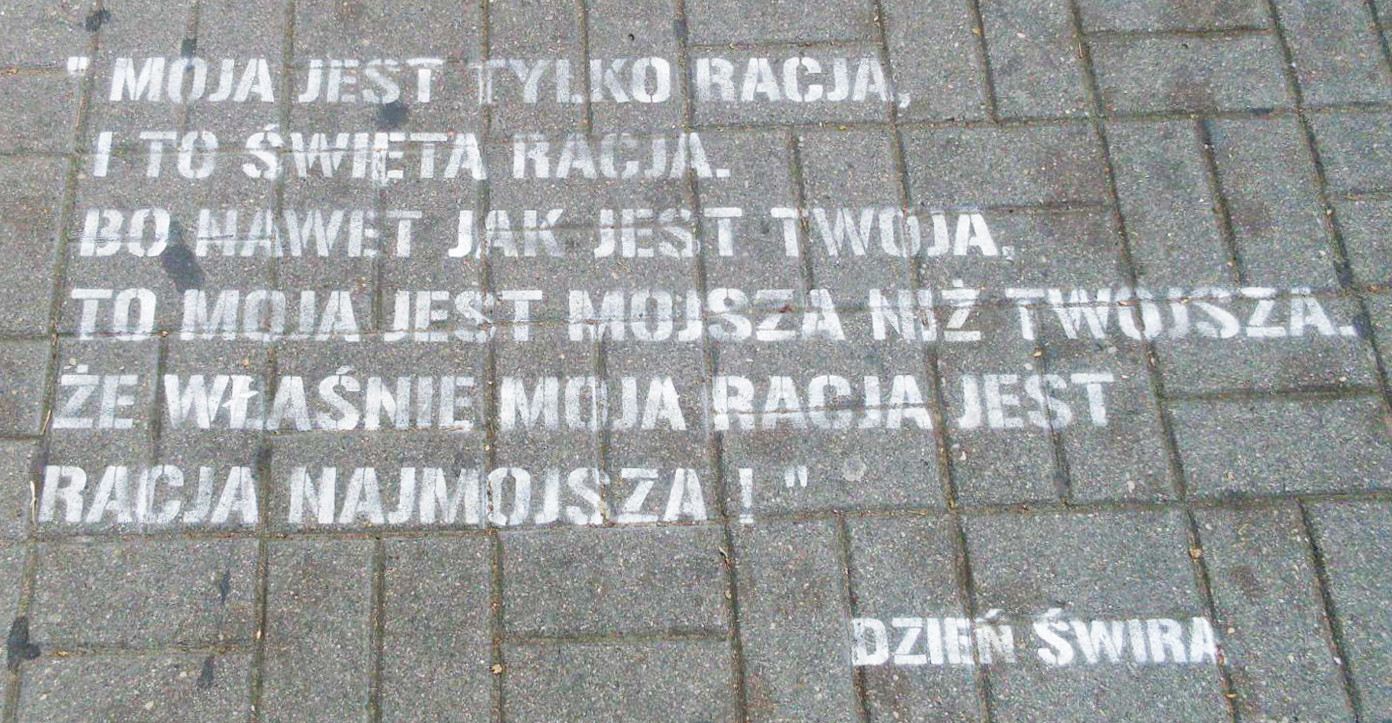 " MOJA JEST TYLKO RACJA,
I TO ŚWIĘTA RACJA.
BO NAWET JAK JEST TWOJA,
TO MOJA JEST MOJSZA NIŻ TWOJSZA.
ŻE WŁAŚNIE MOJA RACJA JEST
RACJA NAJMOJSZA ! "
DZIEŃ ŚWIRA